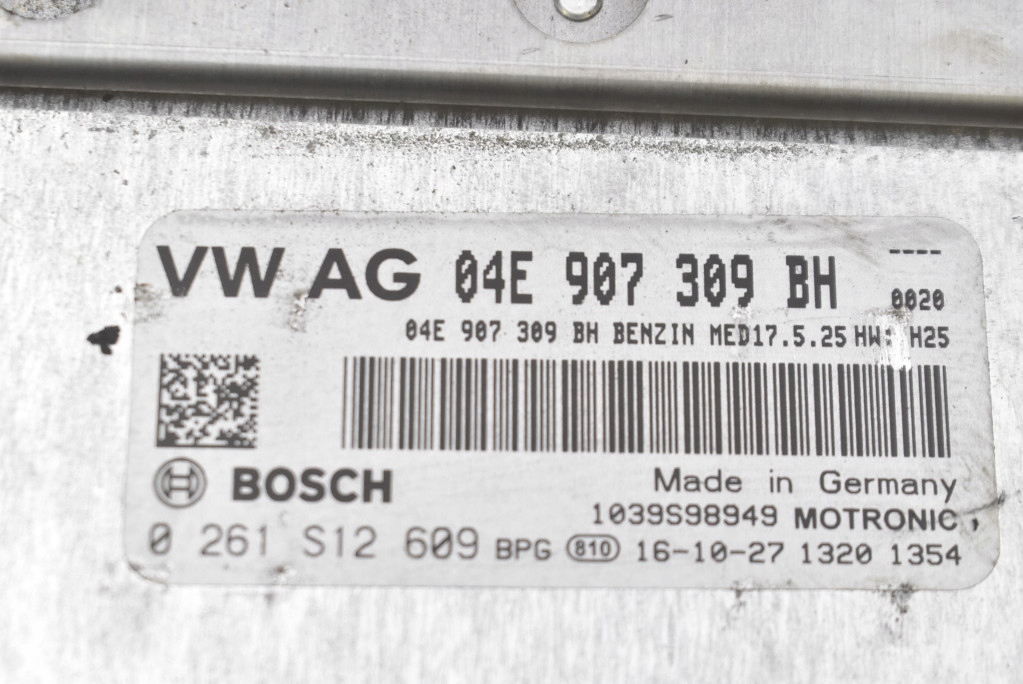 VW AG 04E 907 309 BH ----
0020
04E 907 309 BH BENZIN MED17.5.25 HW: H25
BOSCH Made in Germany
1039S98949 MOTRONIC,
0 261 S12 609 BPG 810 16-10-27 1320 1354